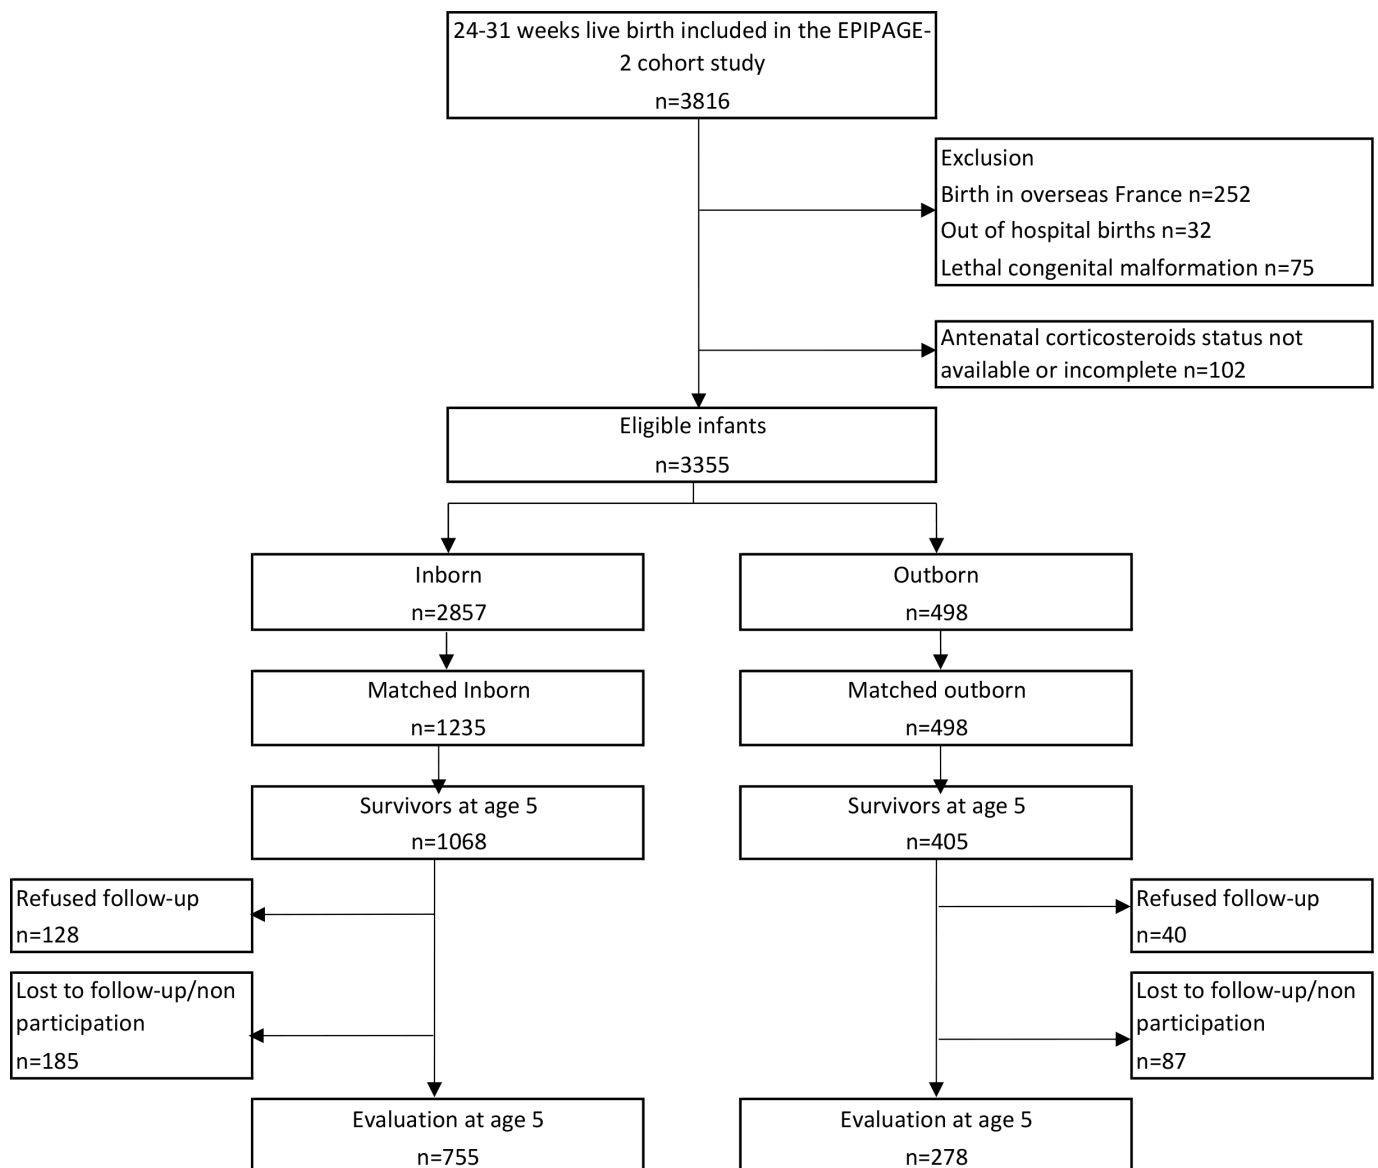 24-31 weeks live birth included in the EPIPAGE-
2 cohort study
n=3816
Exclusion
Birth in overseas France n=252
Out of hospital births n=32
Lethal congenital malformation n=75
Antenatal corticosteroids status not
available or incomplete n=102
Eligible infants
n=3355
Inborn
n=2857
Outborn
n=498
Matched Inborn
n=1235
Matched outborn
n=498
Survivors at age 5
n=1068
Survivors at age 5
n=405
Refused follow-up
n=128
Refused follow-up
n=40
Lost to follow-up/non
participation
n=185
Lost to follow-up/non
participation
n=87
Evaluation at age 5
n=755
Evaluation at age 5
n=278